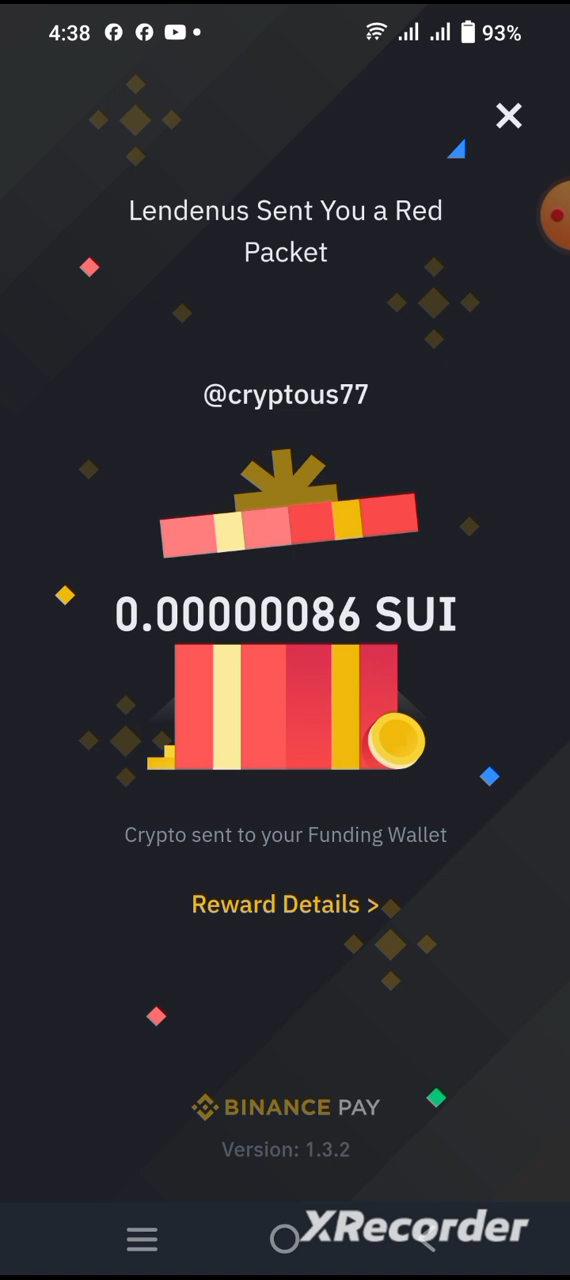 4:38 93%
Lendenus Sent You a Red
Packet
@cryptous77
0.00000086 SUI
Crypto sent to your Funding Wallet
Reward Details >
BINANCE PAY
Version: 1.3.2
XRecorder